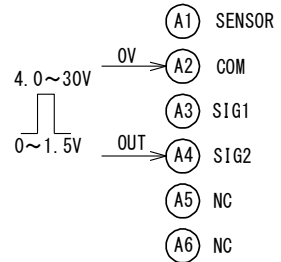 A1 SENSOR
0V A2 COM
4.0～30V
A3 SIG1
0～1.5V OUT A4 SIG2
A5 NC
A6 NC